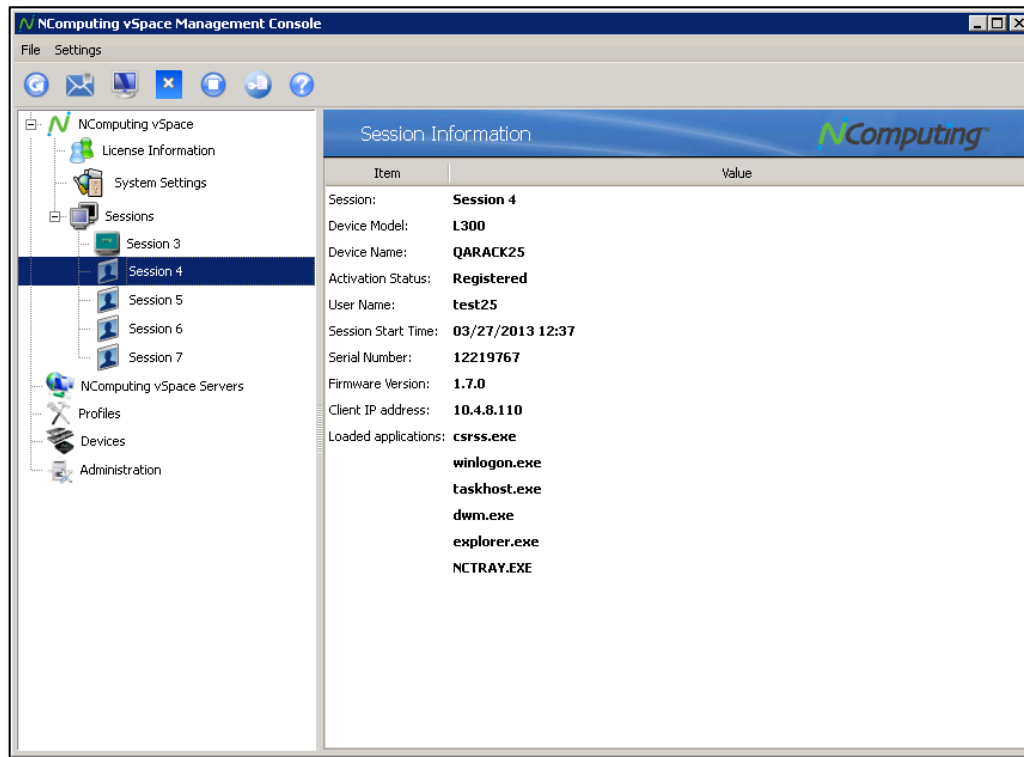 NComputing vSpace Management Console
File Settings
NComputing vSpace
License Information
System Settings
Sessions
Session 3
Session 4
Session 5
Session 6
Session 7
NComputing vSpace Servers
Profiles
Devices
Administration
Session Information
NComputing™
Item Value
Session: Session 4
Device Model: L300
Device Name: QARACK25
Activation Status: Registered
User Name: test25
Session Start Time: 03/27/2013 12:37
Serial Number: 12219767
Firmware Version: 1.7.0
Client IP address: 10.4.8.110
Loaded applications: csrss.exe
winlogon.exe
taskhost.exe
dwm.exe
explorer.exe
NCTRAY.EXE